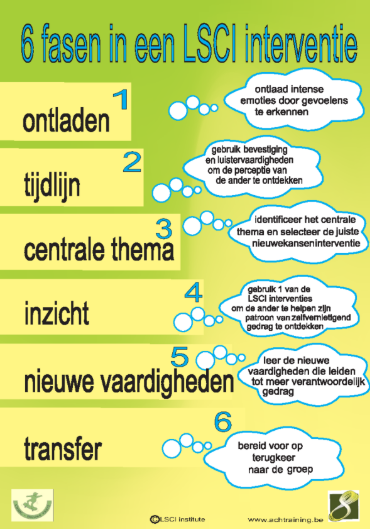 6 fasen in een LSCI interventie
1
ontladen
ontlaad intense
emoties door gevoelens
te erkennen
2
tijdlijn
gebruik bevestiging
en luistervaardigheden
om de perceptie van
de ander te ontdekken
3
centrale thema
identificeer het centrale
thema en selecteer de juiste
nieuwekanseninterventie
4
inzicht
gebruik 1 van de
LSCI interventies
om de ander te helpen zijn
patroon van zelfvernietigend
gedrag te ontdekken
5
nieuwe vaardigheden
leer de nieuwe
vaardigheden die leiden
tot meer verantwoordelijk
gedrag
6
transfer
bereid voor op
terugkeer
naar de groep
©LSCI Institute
www.achtraining.be
8